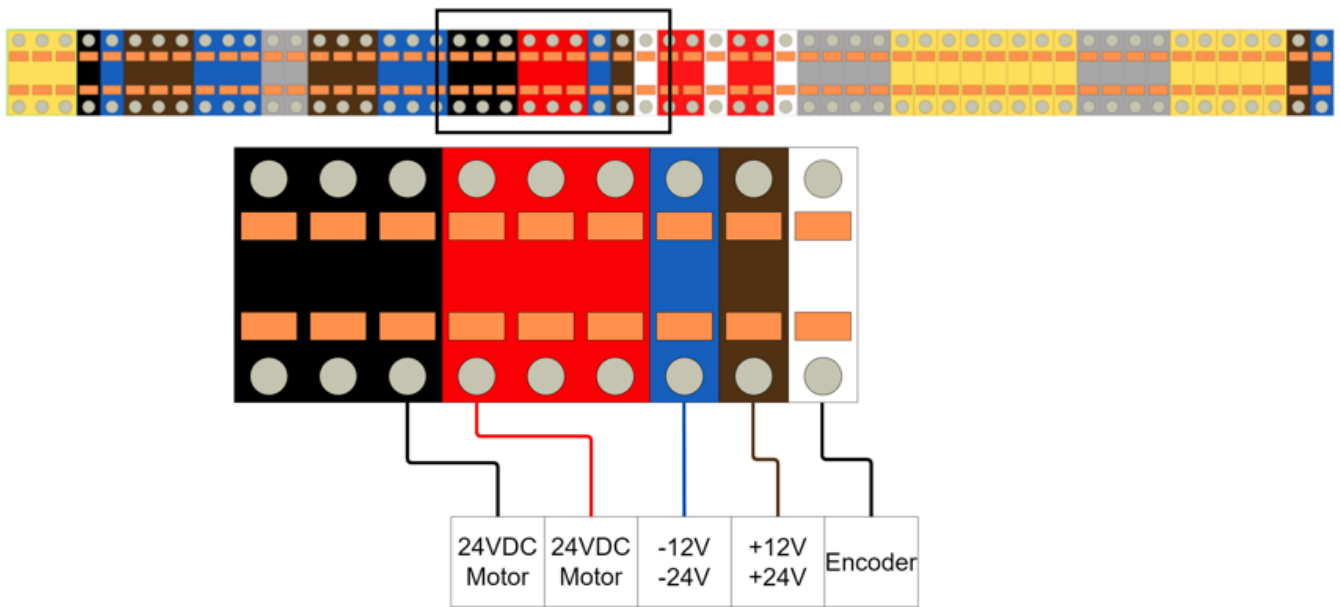 24VDC
Motor
24VDC
Motor
-12V
-24V
+12V
+24V
Encoder